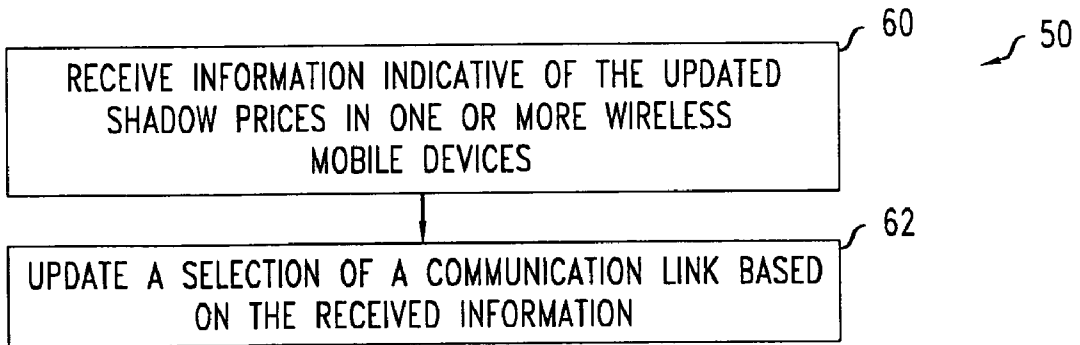 60
50
RECEIVE INFORMATION INDICATIVE OF THE UPDATED
SHADOW PRICES IN ONE OR MORE WIRELESS
MOBILE DEVICES
62
UPDATE A SELECTION OF A COMMUNICATION LINK BASED
ON THE RECEIVED INFORMATION